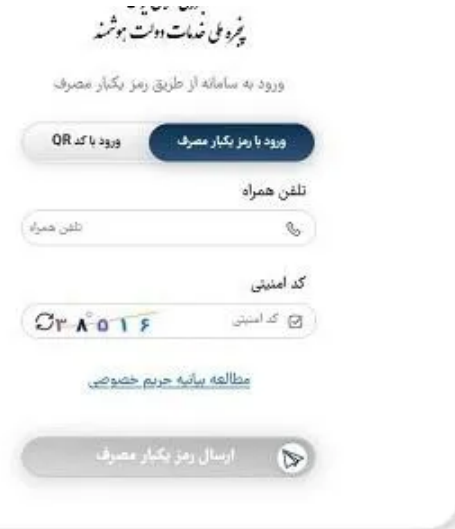 پنجره ملی خدمات دولت هوشمند
ورود به سامانه از طریق رمز یکبار مصرف
ورود با رمز یکبار مصرف
ورود با کد QR
تلفن همراه
تلفن همراه
کد امنیتی
کد امنیتی
۳۸۵۱۶
مطالعه بیانیه حریم خصوصی
ارسال رمز یکبار مصرف